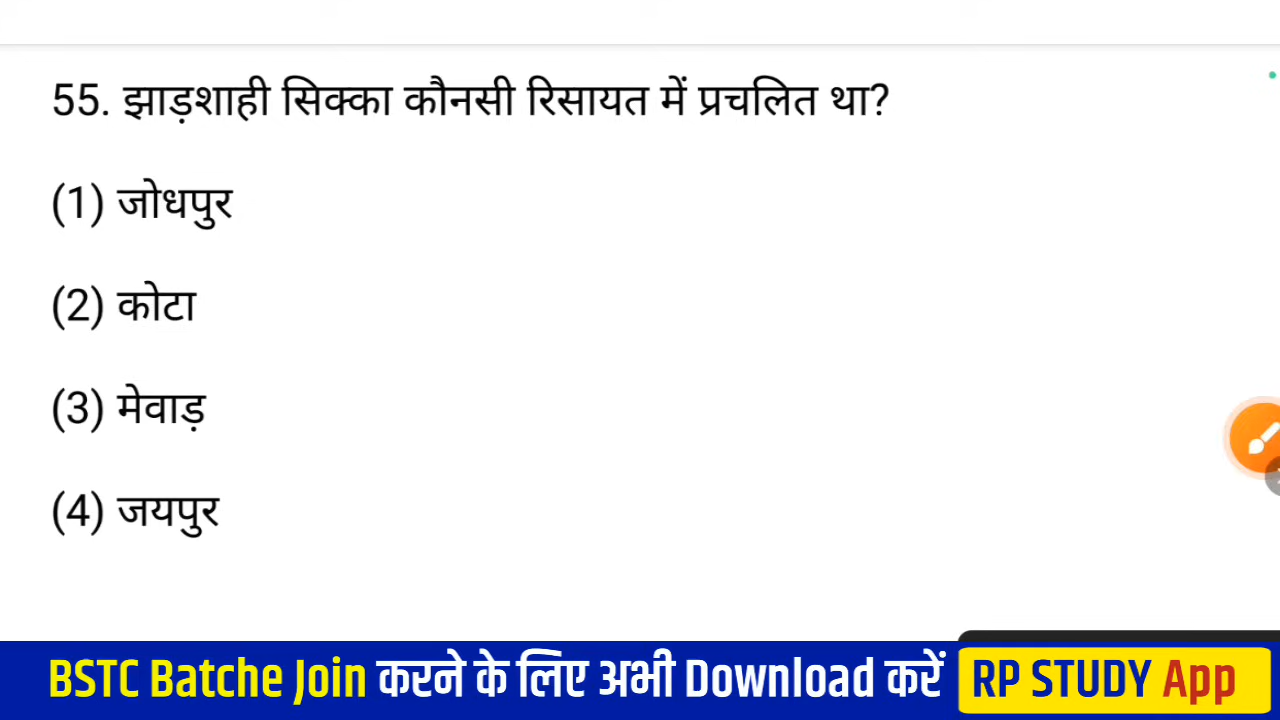 55. झाड़शाही सिक्का कौनसी रिसायत में प्रचलित था?
(1) जोधपुर
(2) कोटा
(3) मेवाड़
(4) जयपुर
BSTC Batche Join करने के लिए अभी Download करें RP STUDY App